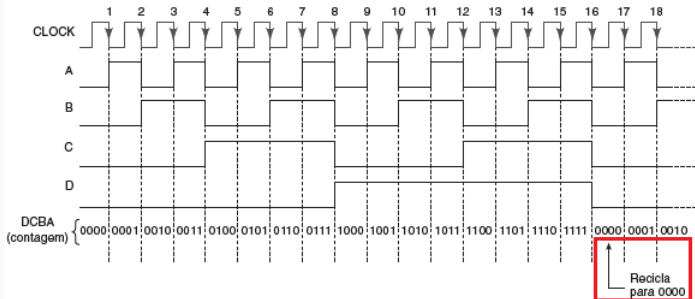 1 2 3 4 5 6 7 8 9 10 11 12 13 14 15 16 17 18
CLOCK
A
B
C
D
DCBA
(contagem)
0000 0001 0010 0011 0100 0101 0110 0111 1000 1001 1010 1011 1100 1101 1110 1111 0000 0001 0010
Recicla
para 0000